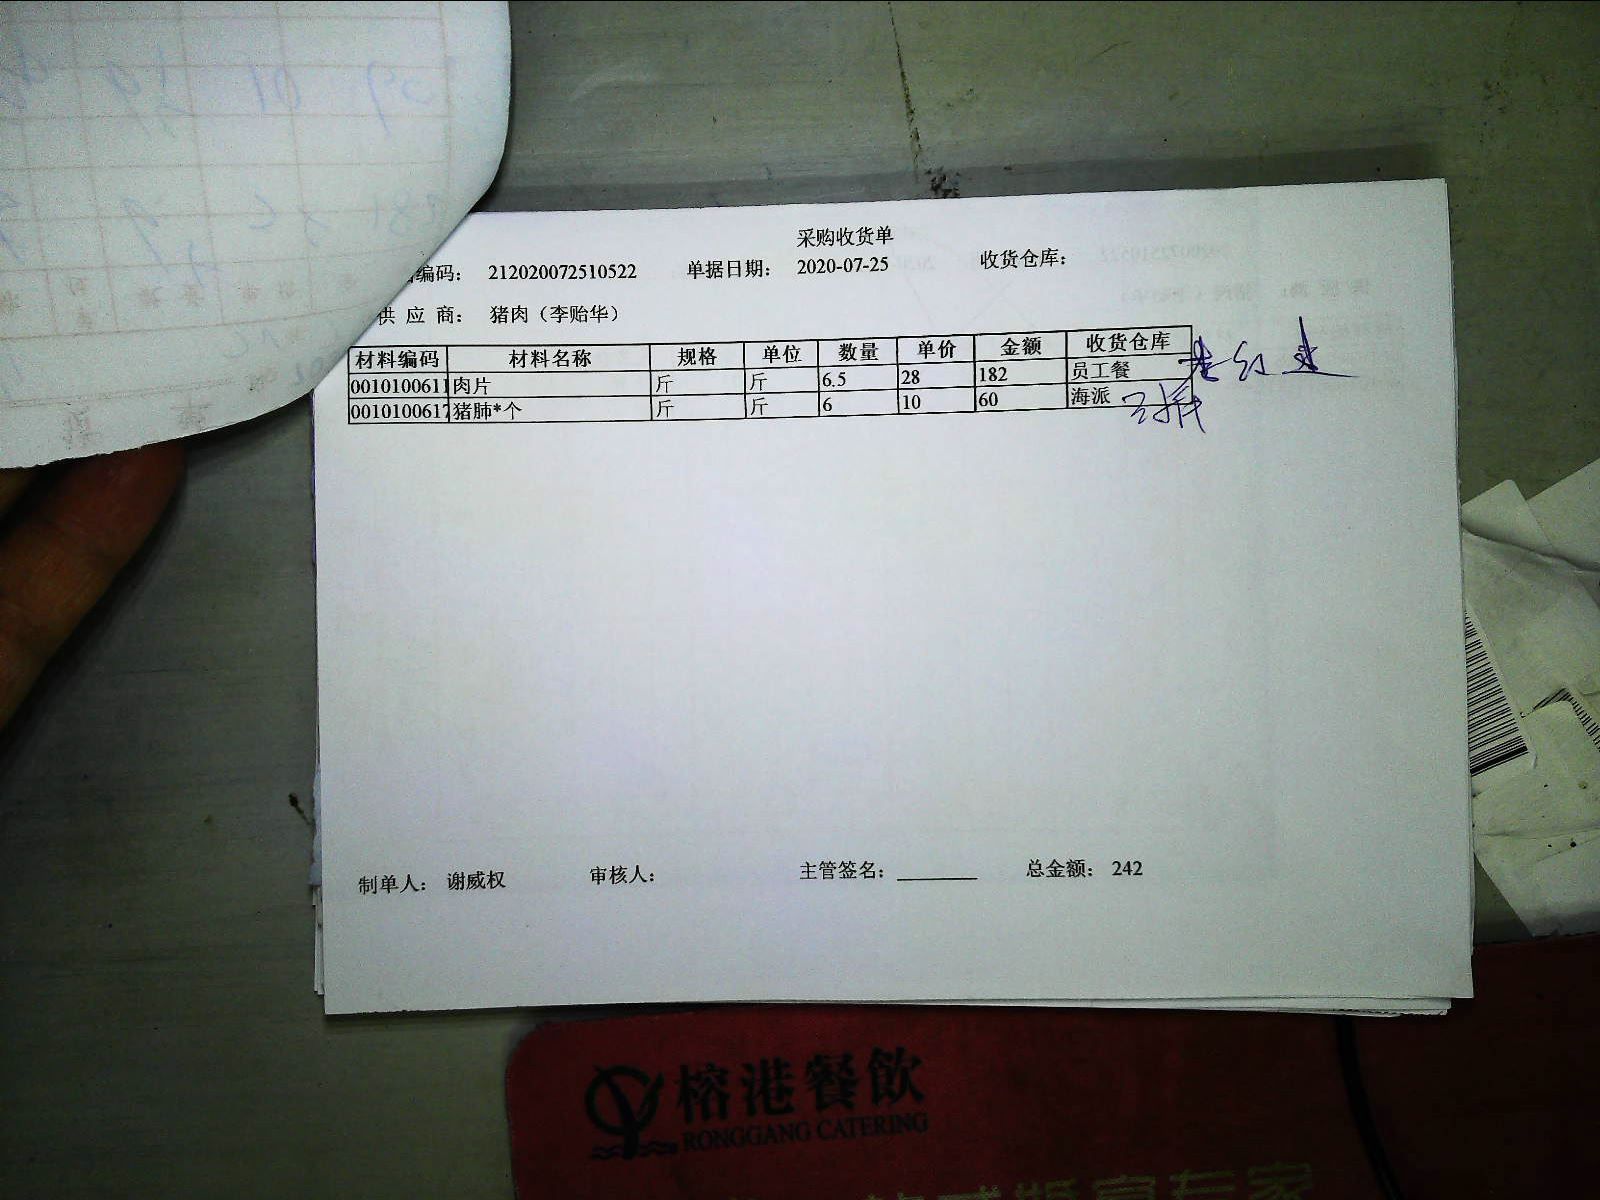 采购收货单
编码： 212020072510522 单据日期： 2020-07-25 收货仓库：
供 应 商： 猪肉（李贻华）
材料编码 材料名称 规格 单位 数量 单价 金额 收货仓库
0010100611 肉片 斤 斤 6.5 28 182 员工餐
0010100617 猪肺*个 斤 斤 6 10 60 海派
制单人： 谢威权 审核人： 主管签名： ________ 总金额： 242
榕港餐飲
RONGGANG CATERING